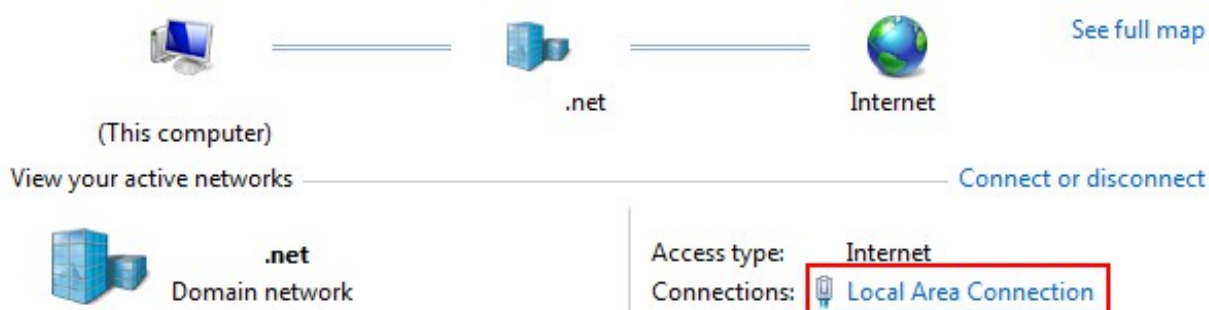 See full map
.net Internet
(This computer)
View your active networks Connect or disconnect
.net Access type: Internet
Domain network Connections: Local Area Connection